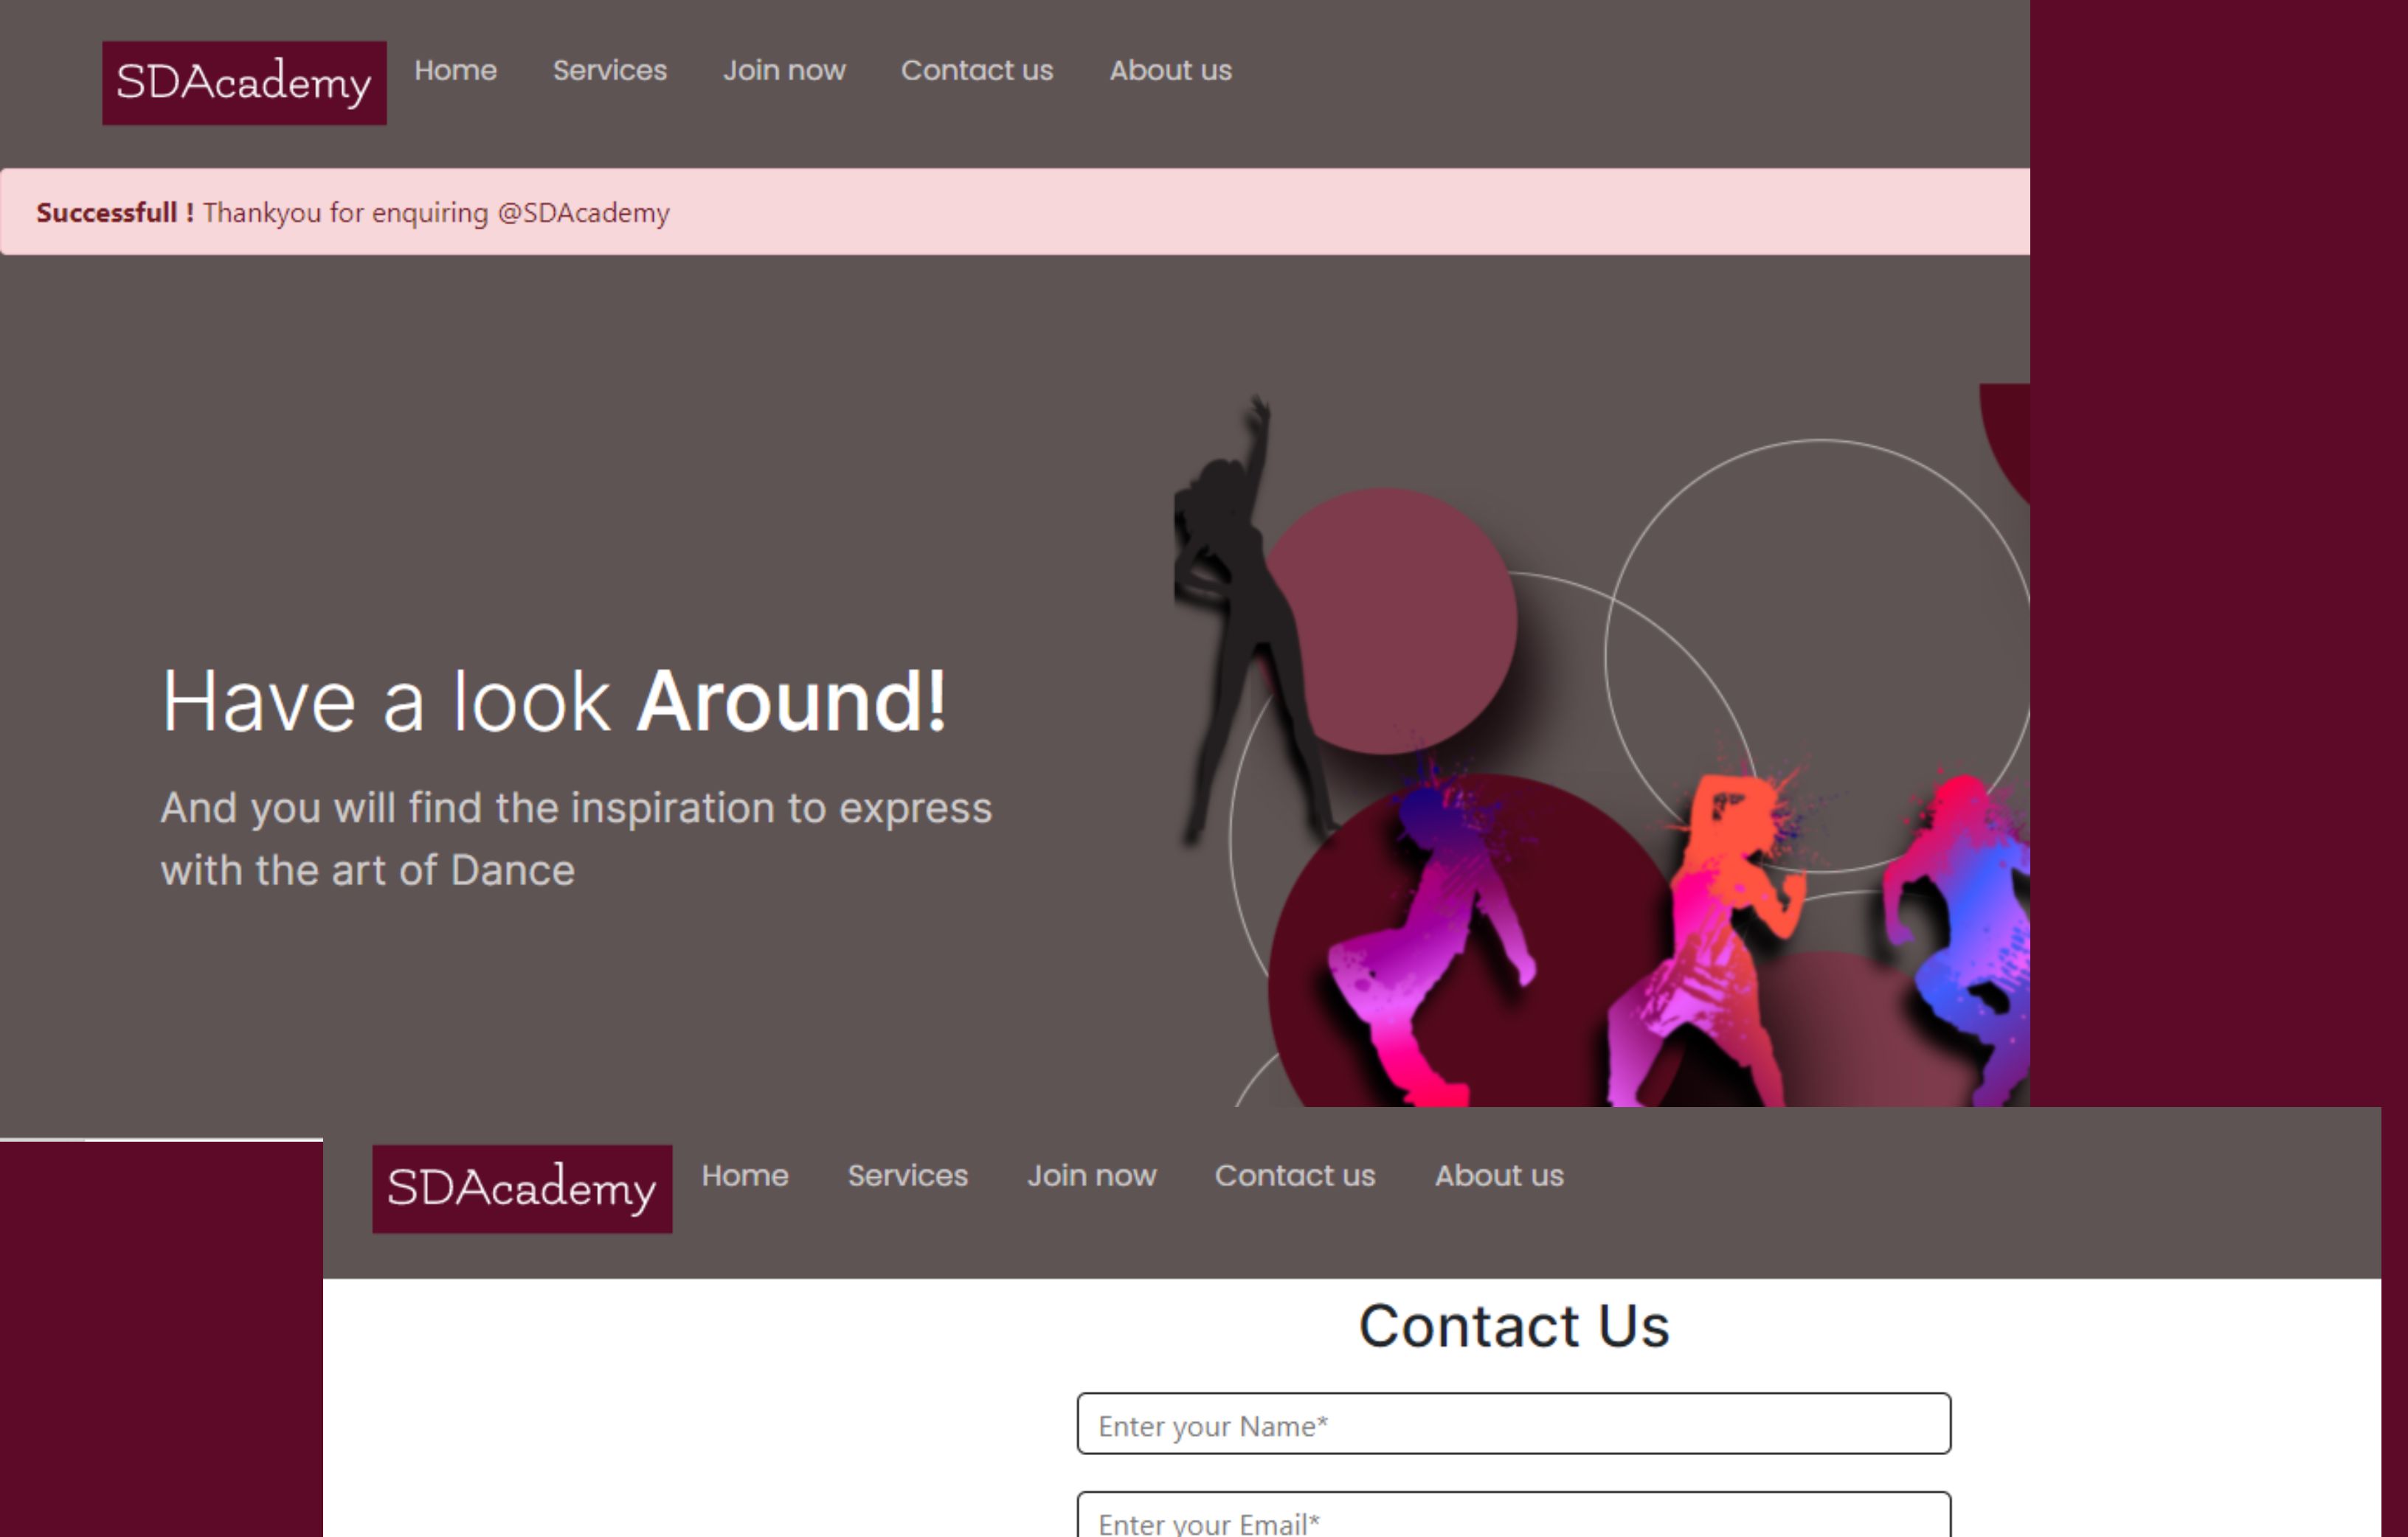 SDAcademy Home Services Join now Contact us About us
Successfull ! Thankyou for enquiring @SDAcademy
Have a look Around!
And you will find the inspiration to express
with the art of Dance
SDAcademy Home Services Join now Contact us About us
Contact Us
Enter your Name*
Enter your Email*